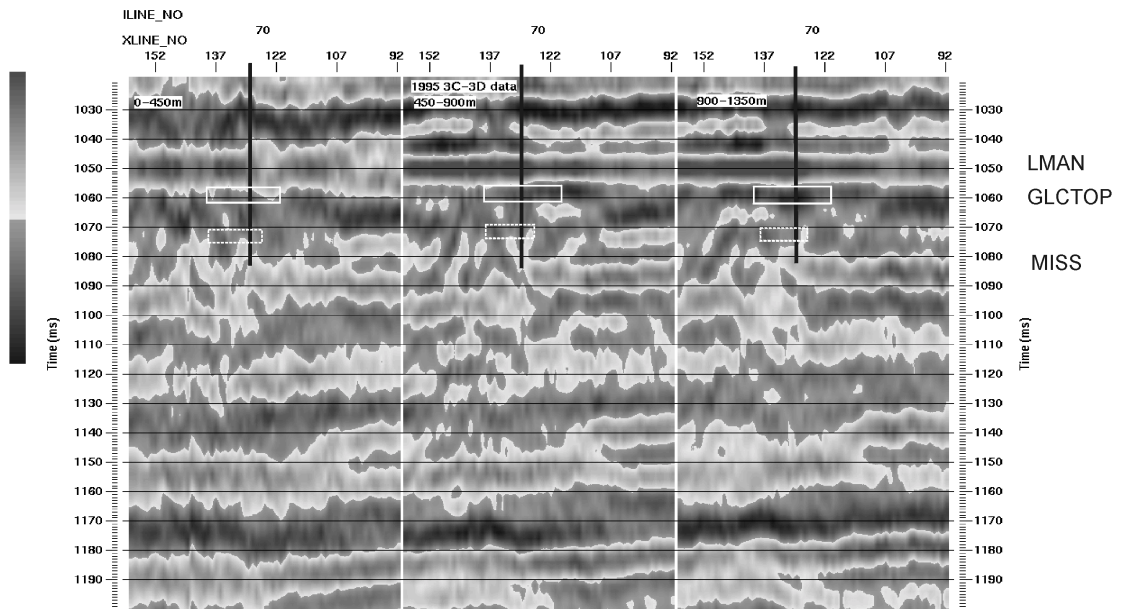 ILINE_NO
70 70 70
XLINE_NO
152 137 122 107 92 152 137 122 107 92 152 137 122 107 92
1995 3C-3D data
0-450m 450-900m 900-1350m
1030 1030
1040 1040
1050 1050
LMAN
1060 1060
GLCTOP
1070 1070
1080 1080
MISS
1090 1090
1100 1100
Time (ms) Time (ms)
1110 1110
1120 1120
1130 1130
1140 1140
1150 1150
1160 1160
1170 1170
1180 1180
1190 1190